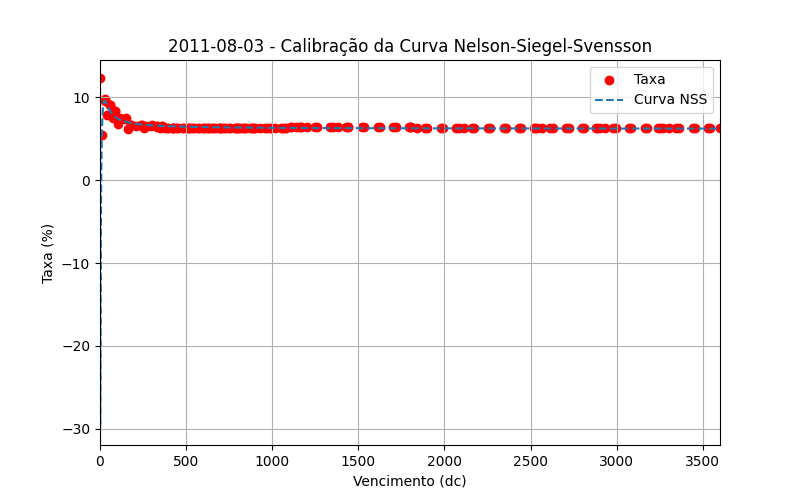 2011-08-03 - Calibração da Curva Nelson-Siegel-Svensson
Taxa
Curva NSS
Taxa (%)
10
0
−10
−20
−30
0 500 1000 1500 2000 2500 3000 3500
Vencimento (dc)